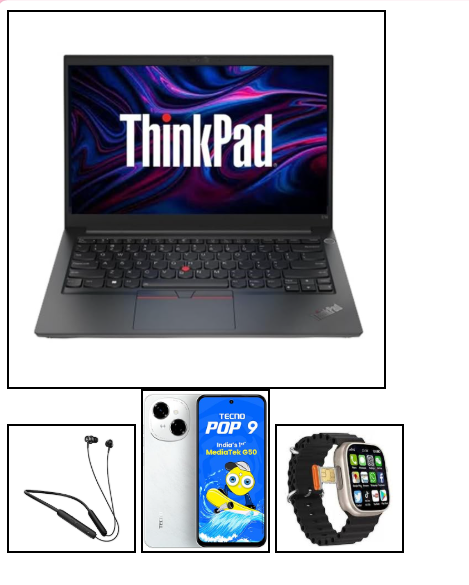 ThinkPad
TECNO
POP 9
India's 1st
MediaTek G50